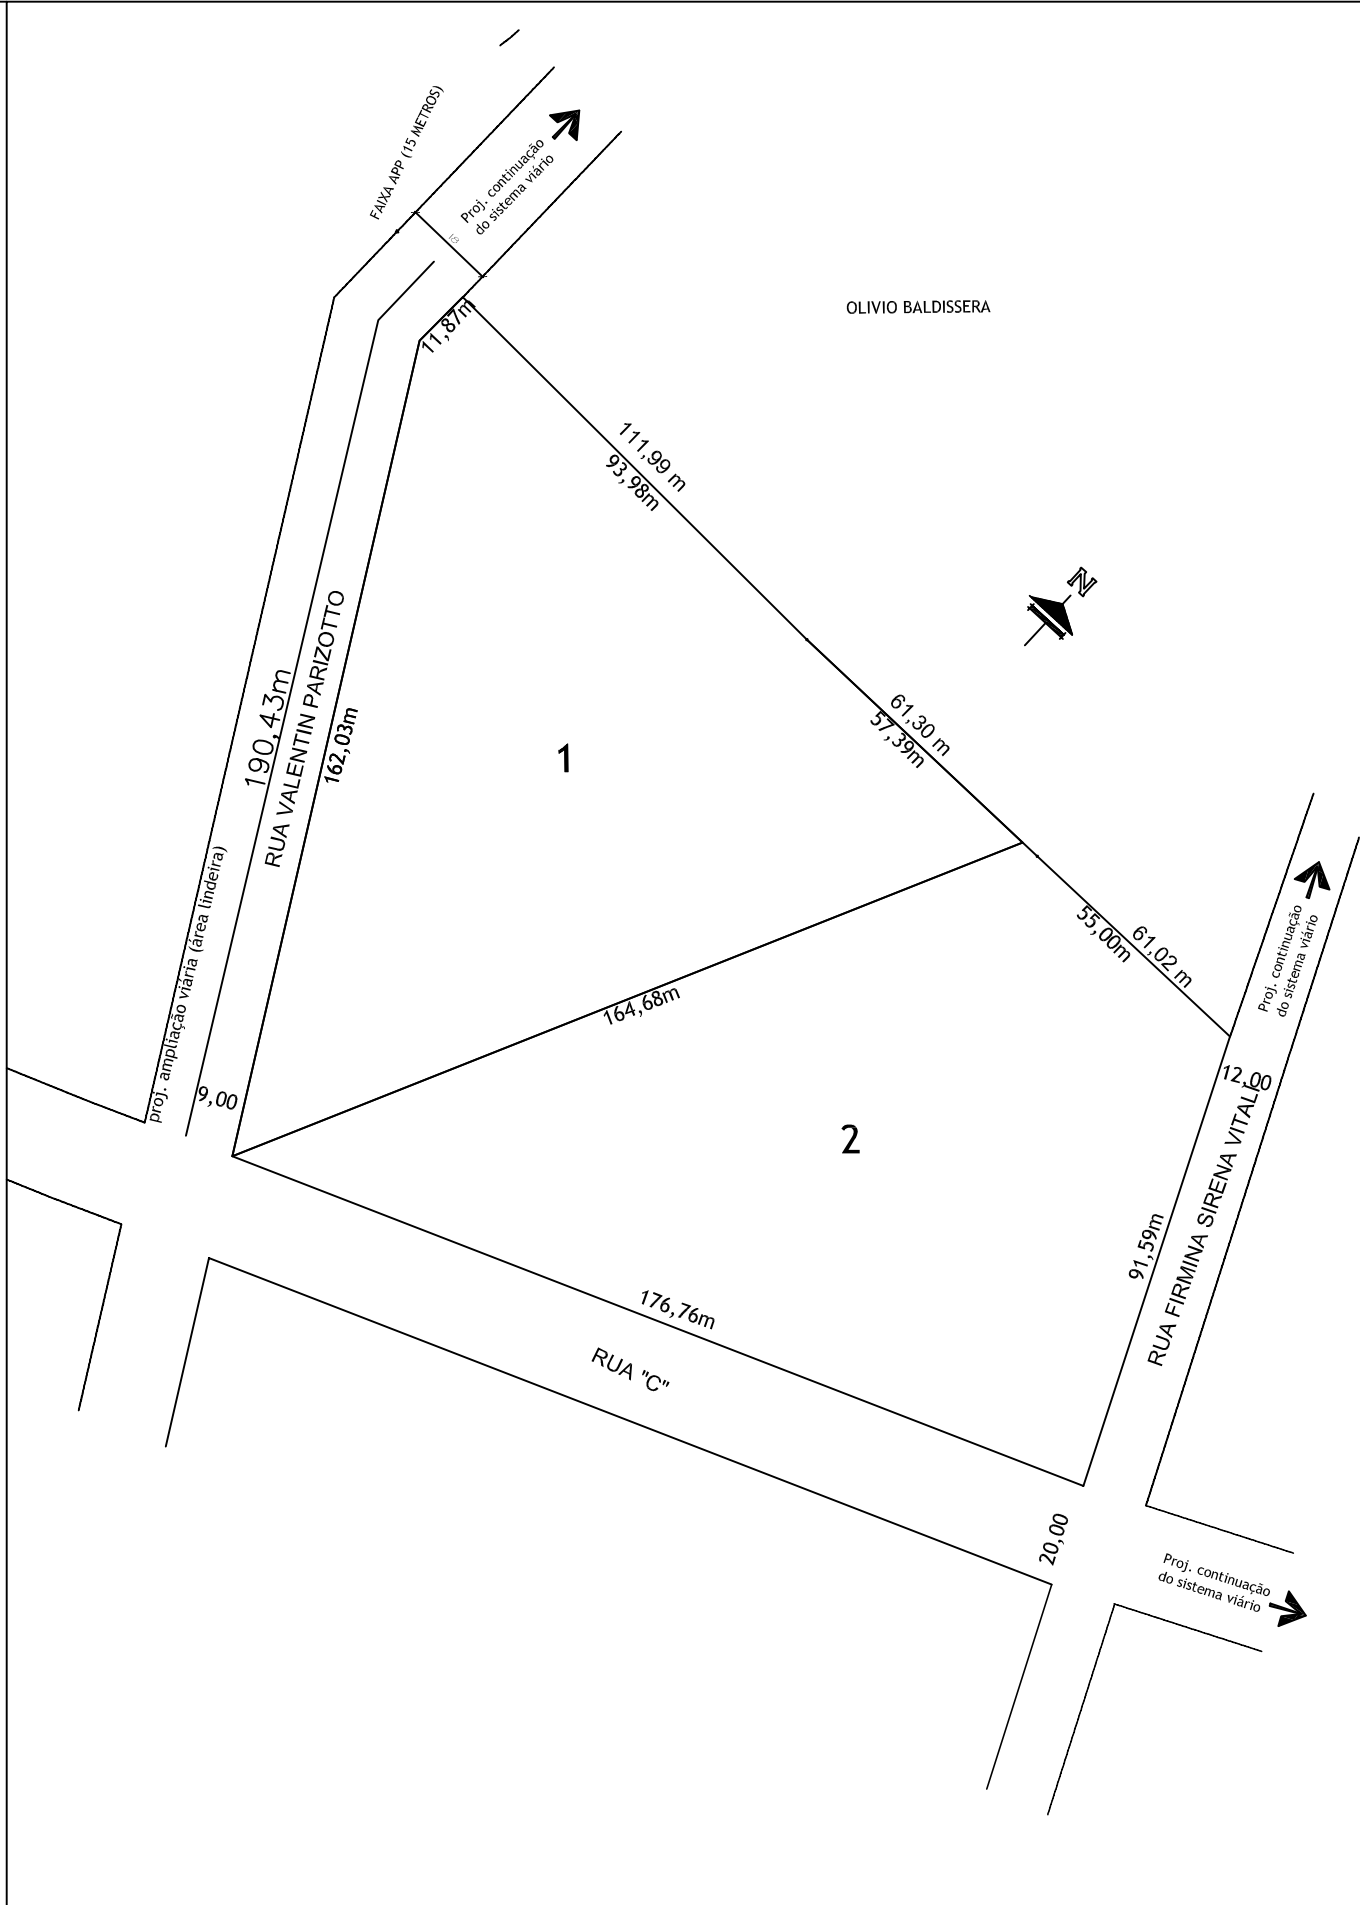 FAIXA APP (15 METROS)
Proj. continuação
do sistema viário
18
11,87m
OLIVIO BALDISSERA
111,99 m
93,98m
N
190,43m
RUA VALENTIN PARIZOTTO
162,03m
1
61,30 m
57,39m
proj. ampliação viária (área lindeira)
Proj. continuação
do sistema viário
55,00m
61,02 m
164,68m
9,00
12,00
2
91,59m
RUA FIRMINA SIRENA VITALI
176,76m
RUA "C"
20,00
Proj. continuação
do sistema viário